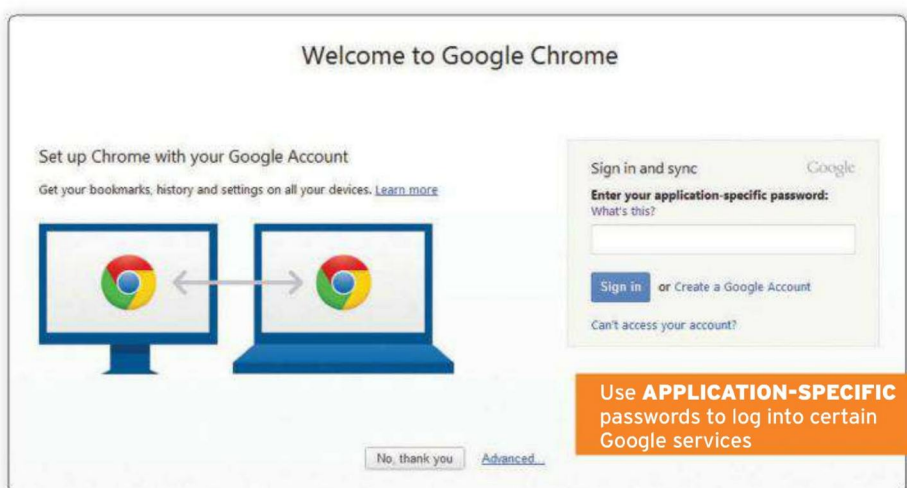 Welcome to Google Chrome
Set up Chrome with your Google Account
Get your bookmarks, history and settings on all your devices. Learn more
Sign in and sync
Google
Enter your application-specific password:
What's this?
Sign in or Create a Google Account
Can't access your account?
Use APPLICATION-SPECIFIC
passwords to log into certain
Google services
No, thank you
Advanced...